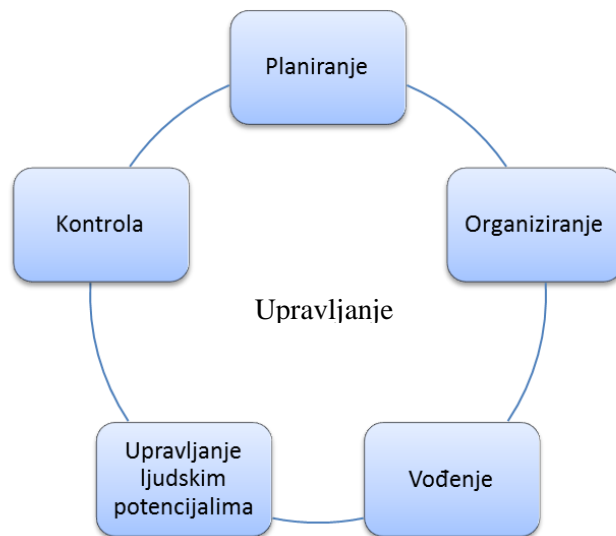 Planiranje
Kontrola
Organiziranje
Upravljanje
Upravljanje
ljudskim
potencijalima
Vođenje